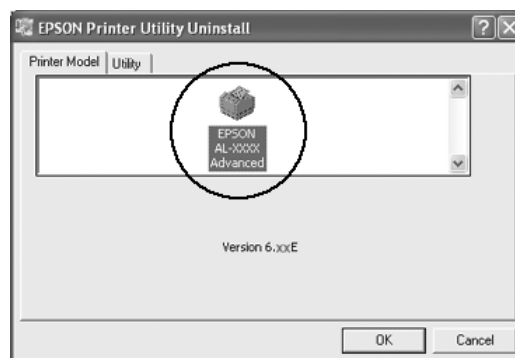 EPSON Printer Utility Uninstall
Printer Model Utility
EPSON
AL-XXXX
Advanced
Version 6.xxE
OK Cancel